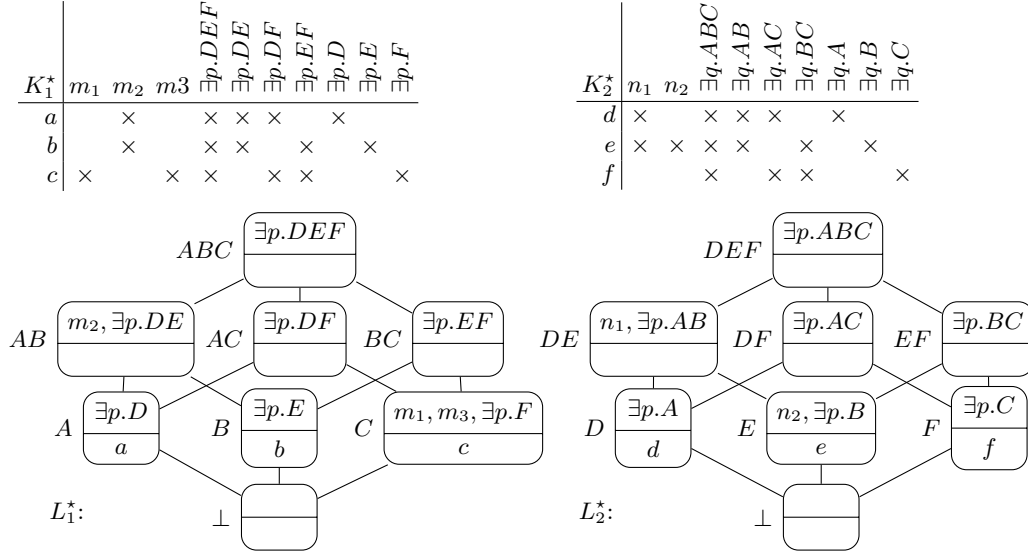 K₁* m₁ m₂ m3 ∃p.DEF ∃p.DE ∃p.DF ∃p.EF ∃p.D ∃p.E ∃p.F
a × × × × ×
b × × × × ×
c × × × × × ×
K₂* n₁ n₂ ∃q.ABC ∃q.AB ∃q.AC ∃q.BC ∃q.A ∃q.B ∃q.C
d × × × × ×
e × × × × × ×
f × × × ×
ABC ∃p.DEF
AB m₂, ∃p.DE AC ∃p.DF BC ∃p.EF
A ∃p.D B ∃p.E C m₁, m₃, ∃p.F
a b c
L₁*: ⊥
DEF ∃p.ABC
DE n₁, ∃p.AB DF ∃p.AC EF ∃p.BC
D ∃p.A E n₂, ∃p.B F ∃p.C
d e f
L₂*: ⊥